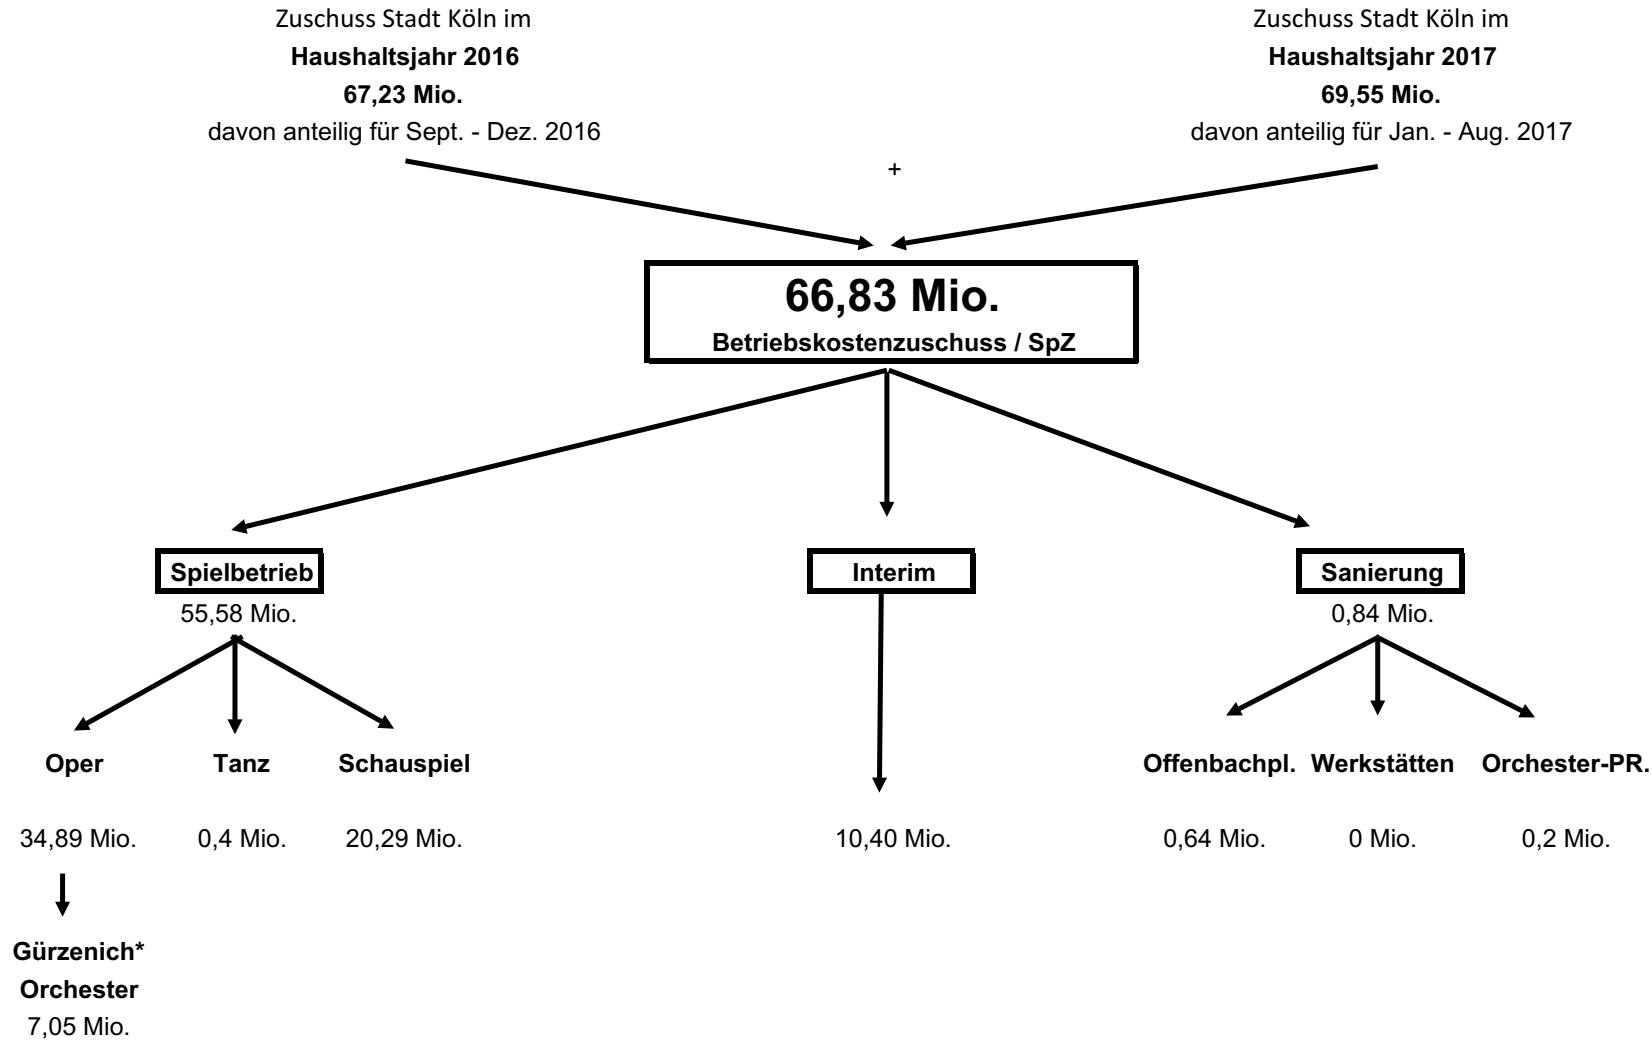 Zuschuss Stadt Köln im
Haushaltsjahr 2016
67,23 Mio.
davon anteilig für Sept. - Dez. 2016
Zuschuss Stadt Köln im
Haushaltsjahr 2017
69,55 Mio.
davon anteilig für Jan. - Aug. 2017
+
66,83 Mio.
Betriebskostenzuschuss / SpZ
Spielbetrieb
55,58 Mio.
Interim
Sanierung
0,84 Mio.
Oper Tanz Schauspiel
34,89 Mio. 0,4 Mio. 20,29 Mio.
10,40 Mio.
Offenbachpl. Werkstätten Orchester-PR.
0,64 Mio. 0 Mio. 0,2 Mio.
Gürzenich*
Orchester
7,05 Mio.